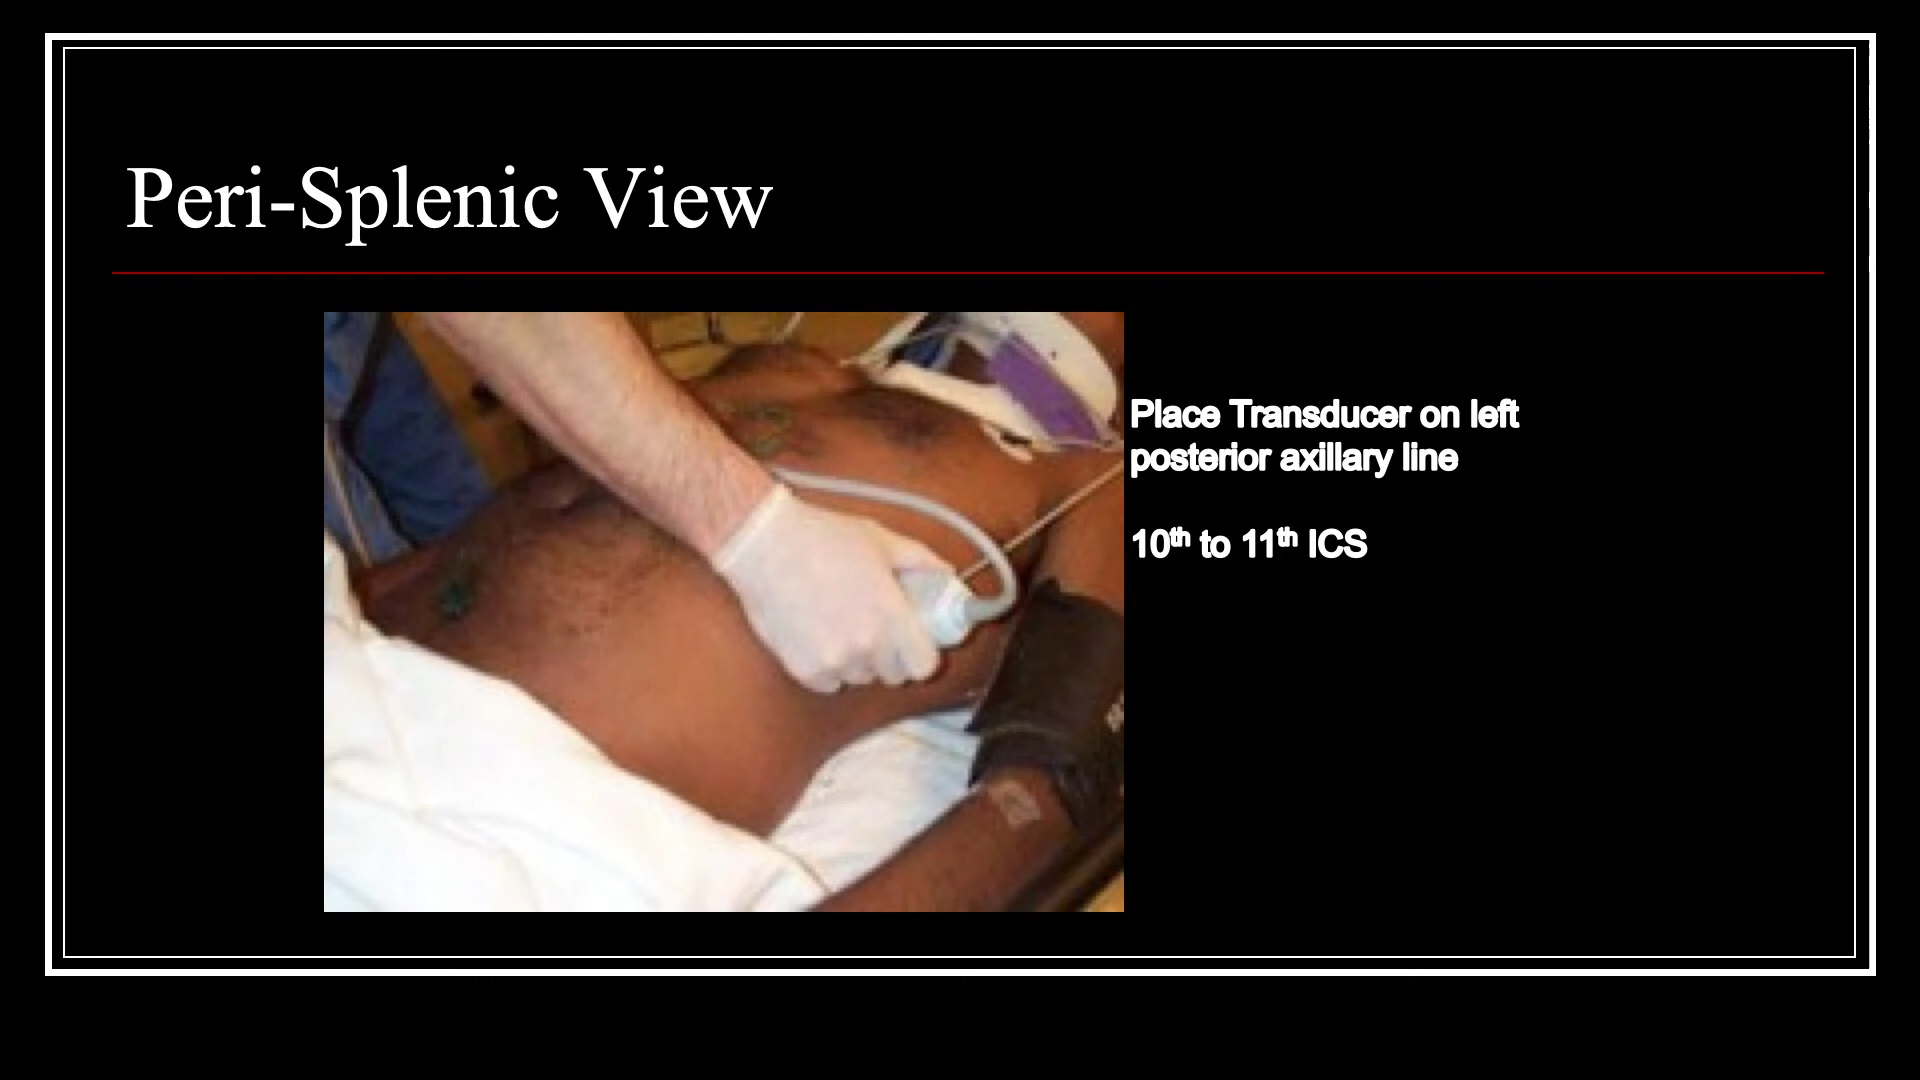 Peri-Splenic View
Place Transducer on left
posterior axillary line
10th to 11th ICS